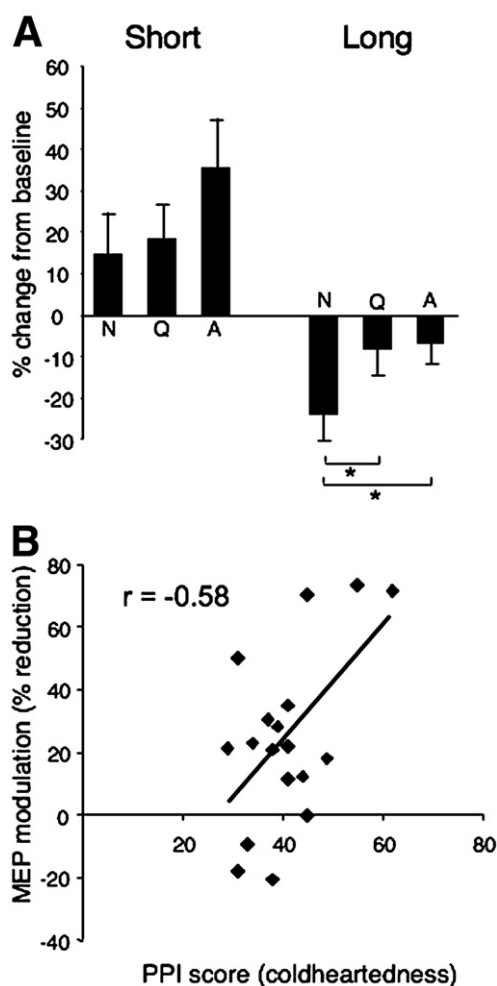 A
Short Long
% change from baseline
60
50
40
30
20
10
0
-10
-20
-30
N Q A
N Q A
*
*
B
MEP modulation (% reduction)
80
60
40
20
0
-20
-40
r = -0.58
20 40 60 80
PPI score (coldheartedness)